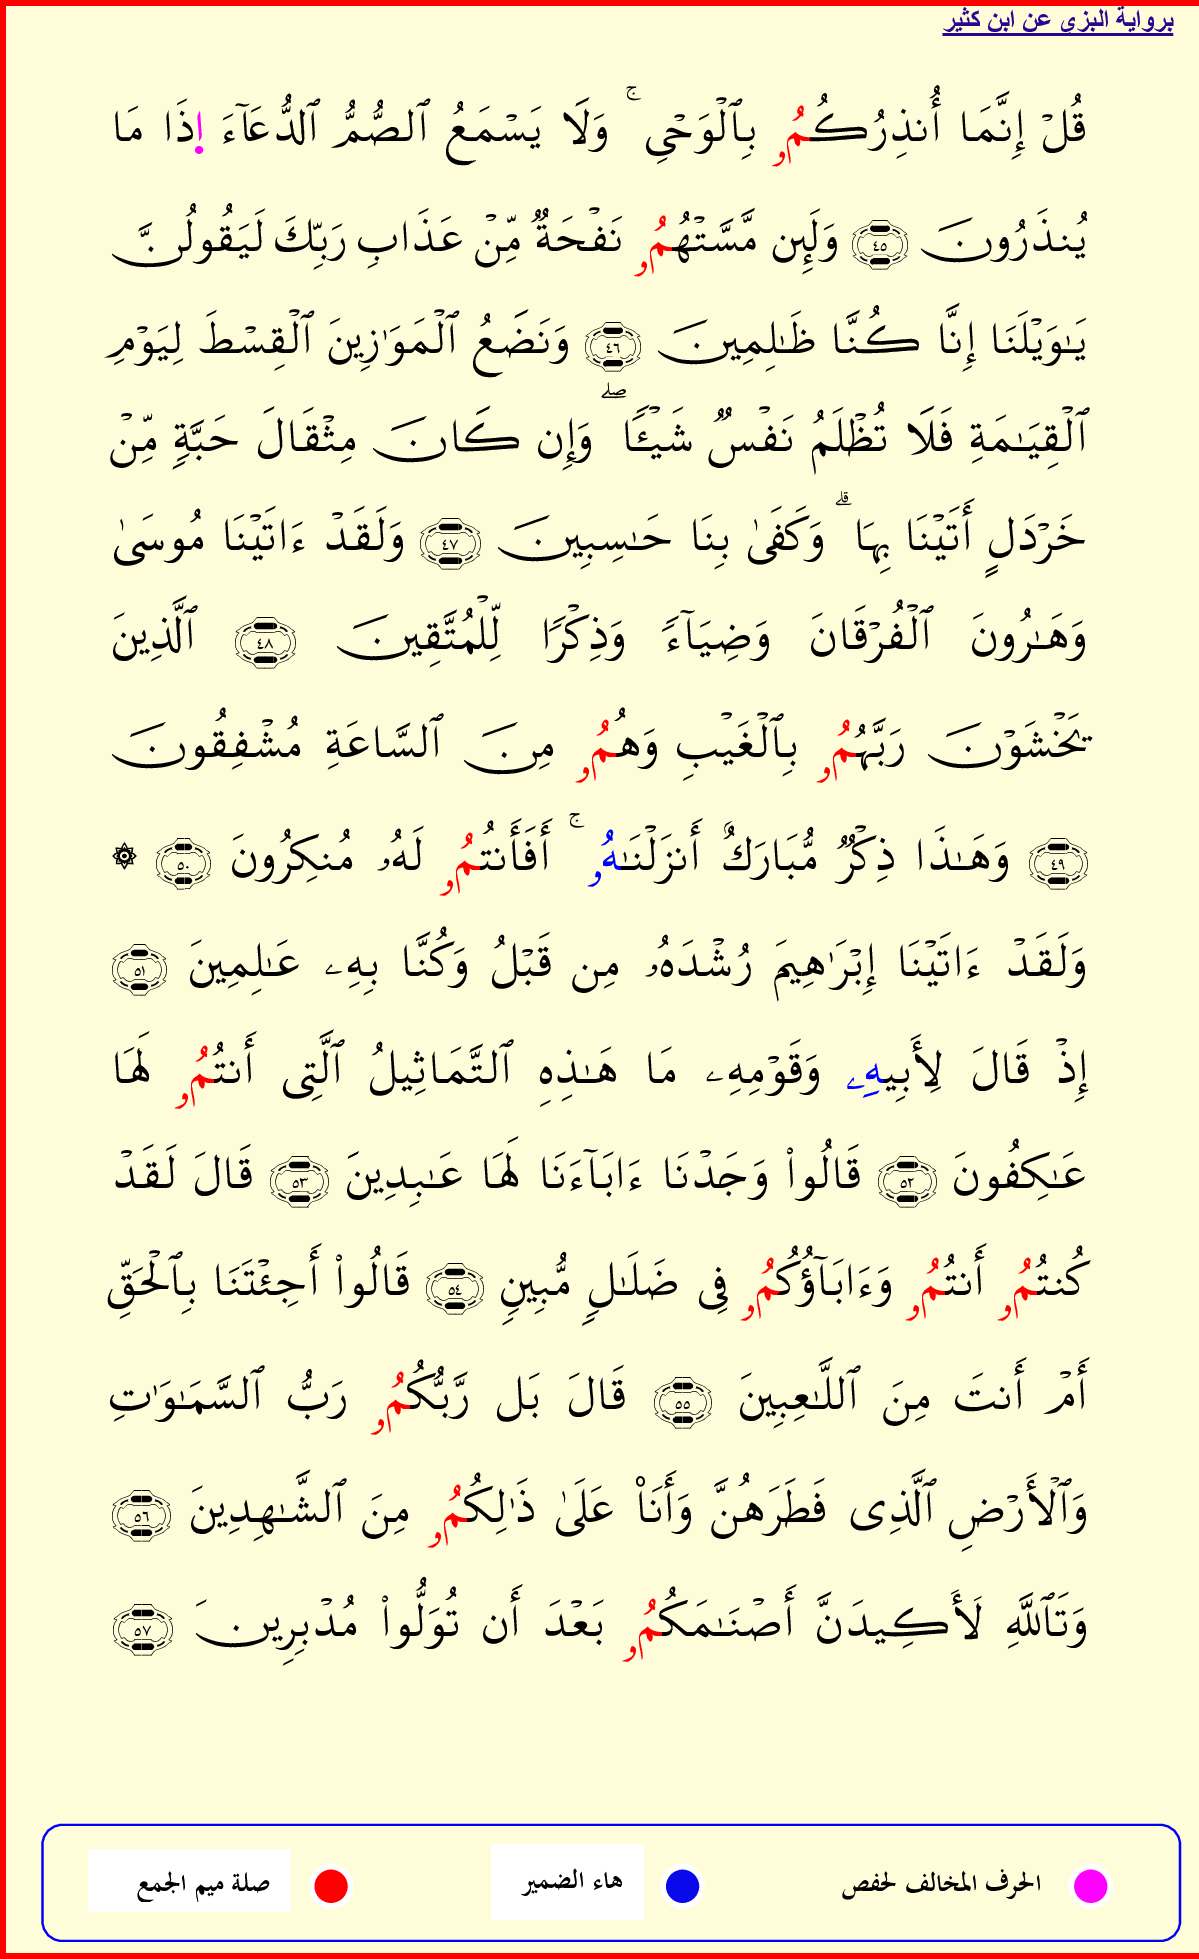 برواية البزي عن ابن كثير
قُلْ إِنَّمَا أُنذِرُكُمُۥ بِٱلْوَحْيِ ۚ وَلَا يَسْمَعُ ٱلصُّمُّ ٱلدُّعَآءَ اِذَا مَا
يُنذَرُونَ ٤٥ وَلَئِن مَّسَّتْهُمُۥ نَفْحَةٌ مِّنْ عَذَابِ رَبِّكَ لَيَقُولُنَّ
يَـٰوَيْلَنَا إِنَّا كُنَّا ظَـٰلِمِينَ ٤٦ وَنَضَعُ ٱلْمَوَٰزِينَ ٱلْقِسْطَ لِيَوْمِ
ٱلْقِيَـٰمَةِ فَلَا تُظْلَمُ نَفْسٌ شَيْـًٔا ۖ وَإِن كَانَ مِثْقَالَ حَبَّةٍ مِّنْ
خَرْدَلٍ أَتَيْنَا بِهَا ۗ وَكَفَىٰ بِنَا حَـٰسِبِينَ ٤٧ وَلَقَدْ ءَاتَيْنَا مُوسَىٰ
وَهَـٰرُونَ ٱلْفُرْقَانَ وَضِيَآءً وَذِكْرًا لِّلْمُتَّقِينَ ٤٨ ٱلَّذِينَ
يَخْشَوْنَ رَبَّهُمُۥ بِٱلْغَيْبِ وَهُمُۥ مِنَ ٱلسَّاعَةِ مُشْفِقُونَ
٤٩ وَهَـٰذَا ذِكْرٌ مُّبَارَكٌ أَنزَلْنَـٰهُۥ ۚ أَفَأَنتُمُۥ لَهُۥ مُنكِرُونَ ٥٠ ۞
وَلَقَدْ ءَاتَيْنَا إِبْرَٰهِيمَ رُشْدَهُۥ مِن قَبْلُ وَكُنَّا بِهِۦ عَـٰلِمِينَ ٥١
إِذْ قَالَ لِأَبِيهِۦ وَقَوْمِهِۦ مَا هَـٰذِهِ ٱلتَّمَاثِيلُ ٱلَّتِى أَنتُمُۥ لَهَا
عَـٰكِفُونَ ٥٢ قَالُوا۟ وَجَدْنَا ءَابَآءَنَا لَهَا عَـٰبِدِينَ ٥٣ قَالَ لَقَدْ
كُنتُمُۥ أَنتُمُۥ وَءَابَآؤُكُمُۥ فِى ضَلَـٰلٍ مُّبِينٍ ٥٤ قَالُوا۟ أَجِئْتَنَا بِٱلْحَقِّ
أَمْ أَنتَ مِنَ ٱللَّـٰعِبِينَ ٥٥ قَالَ بَل رَّبُّكُمُۥ رَبُّ ٱلسَّمَـٰوَٰتِ
وَٱلْأَرْضِ ٱلَّذِى فَطَرَهُنَّ وَأَنَا۠ عَلَىٰ ذَٰلِكُمُۥ مِنَ ٱلشَّـٰهِدِينَ ٥٦
وَتَٱللَّهِ لَأَكِيدَنَّ أَصْنَـٰمَكُمُۥ بَعْدَ أَن تُوَلُّوا۟ مُدْبِرِينَ ٥٧
الحرف المخالف لحفص هاء الضمير صلة ميم الجمع